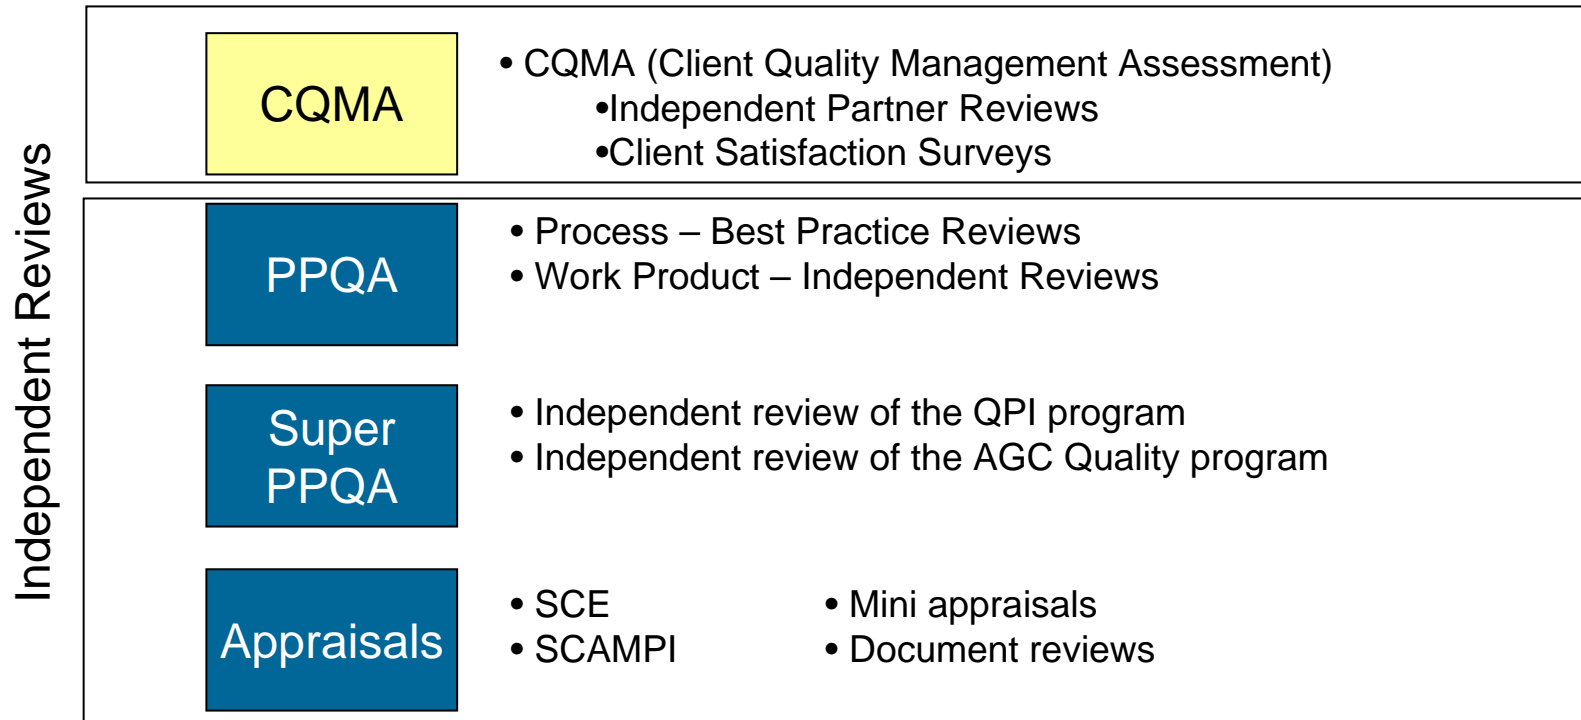 Independent Reviews
CQMA
• CQMA (Client Quality Management Assessment)
•Independent Partner Reviews
•Client Satisfaction Surveys
PPQA
• Process – Best Practice Reviews
• Work Product – Independent Reviews
Super
PPQA
• Independent review of the QPI program
• Independent review of the AGC Quality program
Appraisals
• SCE
• SCAMPI
• Mini appraisals
• Document reviews